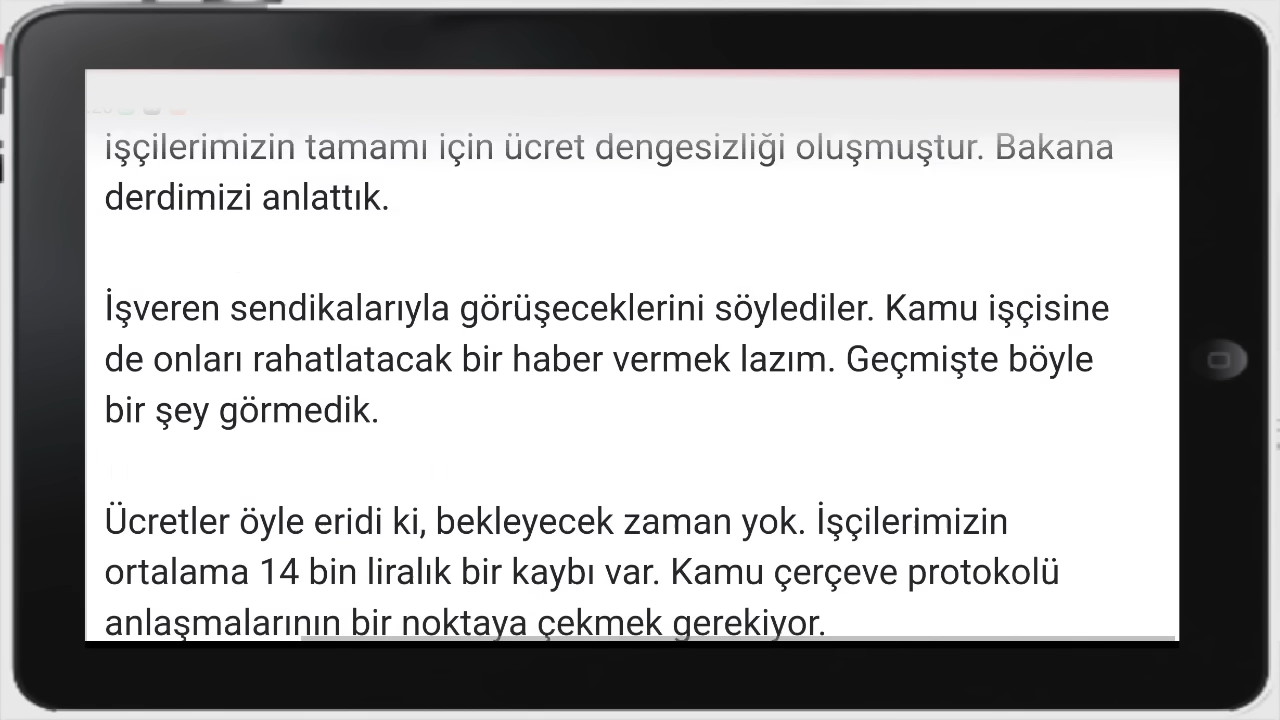 işçilerimizin tamamı için ücret dengesizliği oluşmuştur. Bakana
derdimizi anlattık.
İşveren sendikalarıyla görüşeceklerini söylediler. Kamu işçisine
de onları rahatlatacak bir haber vermek lazım. Geçmişte böyle
bir şey görmedik.
Ücretler öyle eridi ki, bekleyecek zaman yok. İşçilerimizin
ortalama 14 bin liralık bir kaybı var. Kamu çerçeve protokolü
anlaşmalarının bir noktaya çekmek gerekiyor.